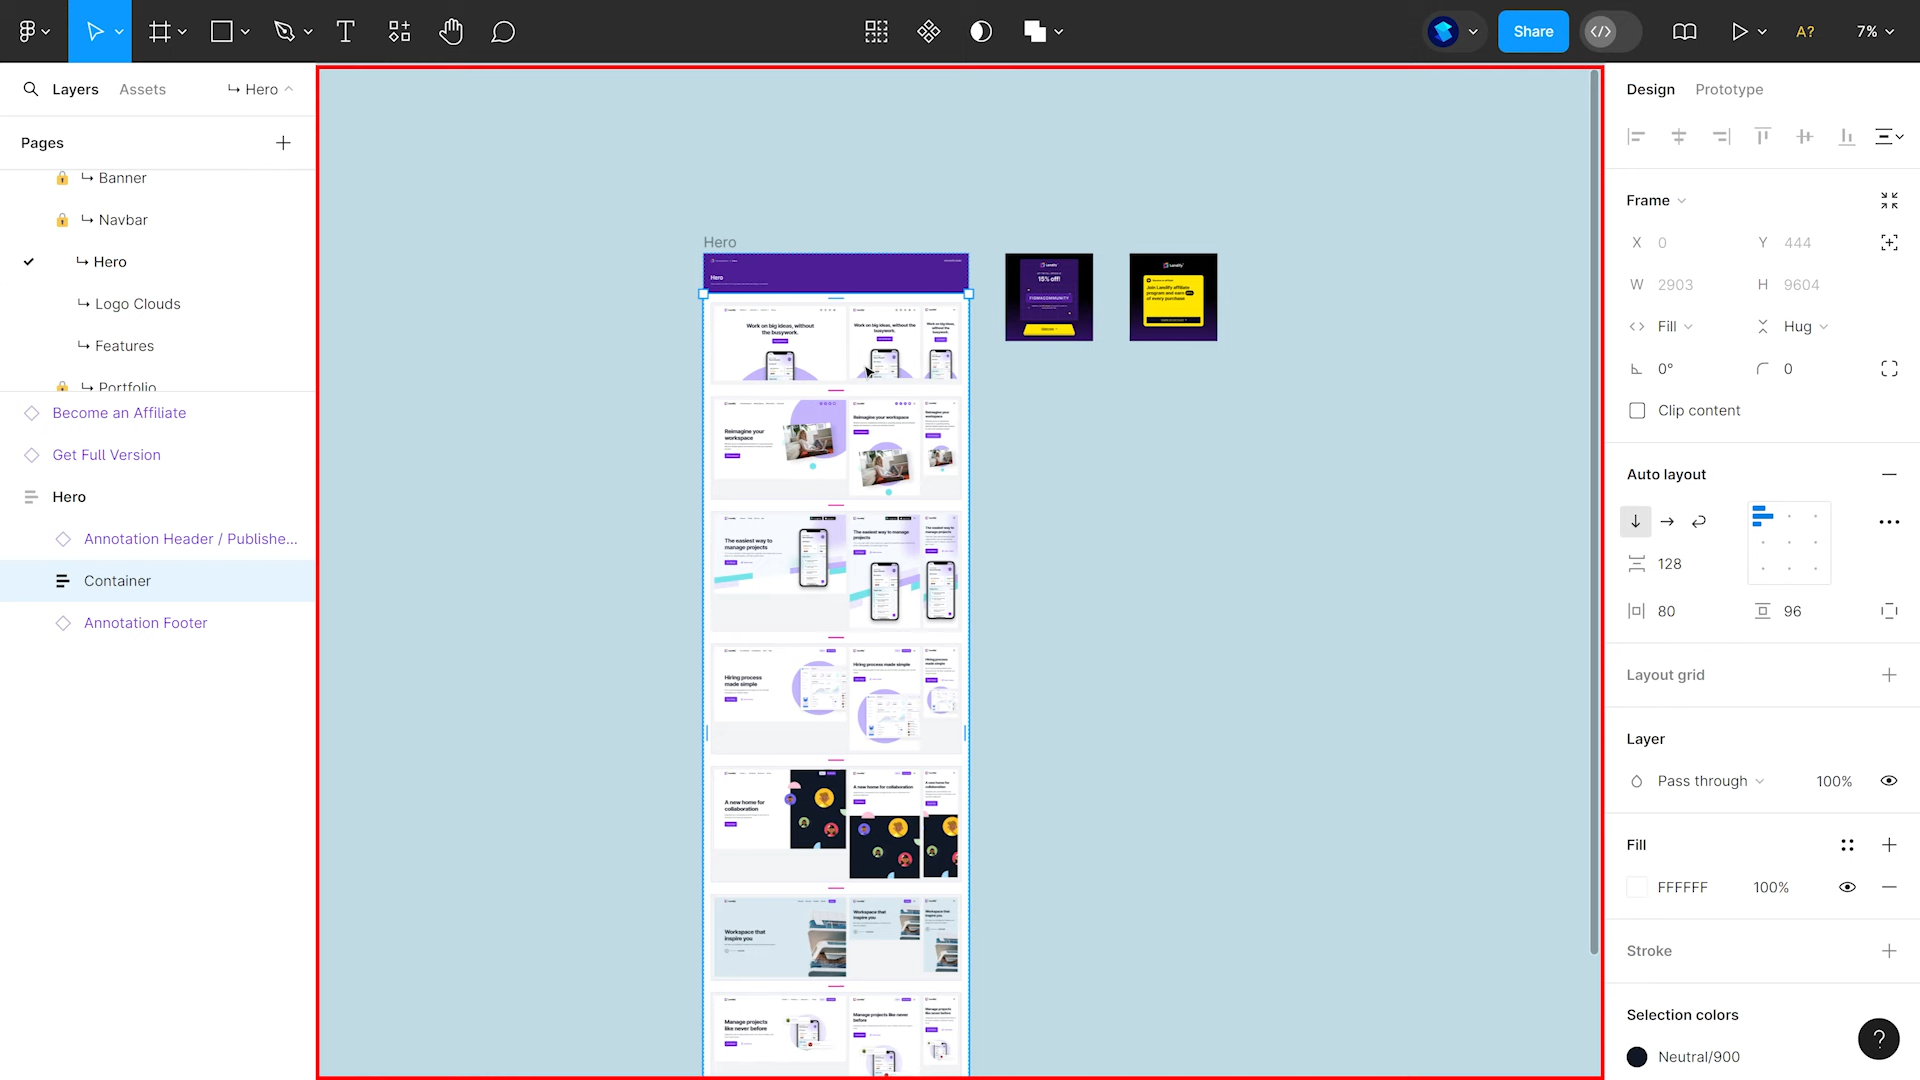 Share
A?
7%
Layers
Assets
Hero
Design
Prototype
Pages
Banner
Navbar
Hero
Logo Clouds
Features
Portfolio
Become an Affiliate
Get Full Version
Hero
Annotation Header / Publishe...
Container
Annotation Footer
Hero
Hero
15% off!
FIGMACOMMUNITY
Landify
Join Landify affiliate
program and earn
of every purchase
Work on big ideas, without
the busywork.
Work on big ideas, without the
busywork.
Work on big ideas,
without the
busywork.
Reimagine your
workspace
Reimagine your
workspace
Reimagine your
workspace
The easiest way to
manage projects
The easiest way to
manage projects
The easiest way to
manage projects
Hiring process
made simple
Hiring process made simple
Hiring process
made simple
A new home for
collaboration
A new home for collaboration
A new home for
collaboration
Workspace that
inspire you
Workspace that
inspire you
Workspace that
inspire you
Manage projects
like never before
Manage projects like never
before
Manage projects
like never before
Frame
X 0
Y 444
W 2903
H 9604
Fill
Hug
0°
0
Clip content
Auto layout
128
80
96
Layout grid
Layer
Pass through
100%
Fill
FFFFFF
100%
Stroke
Selection colors
Neutral/900
?